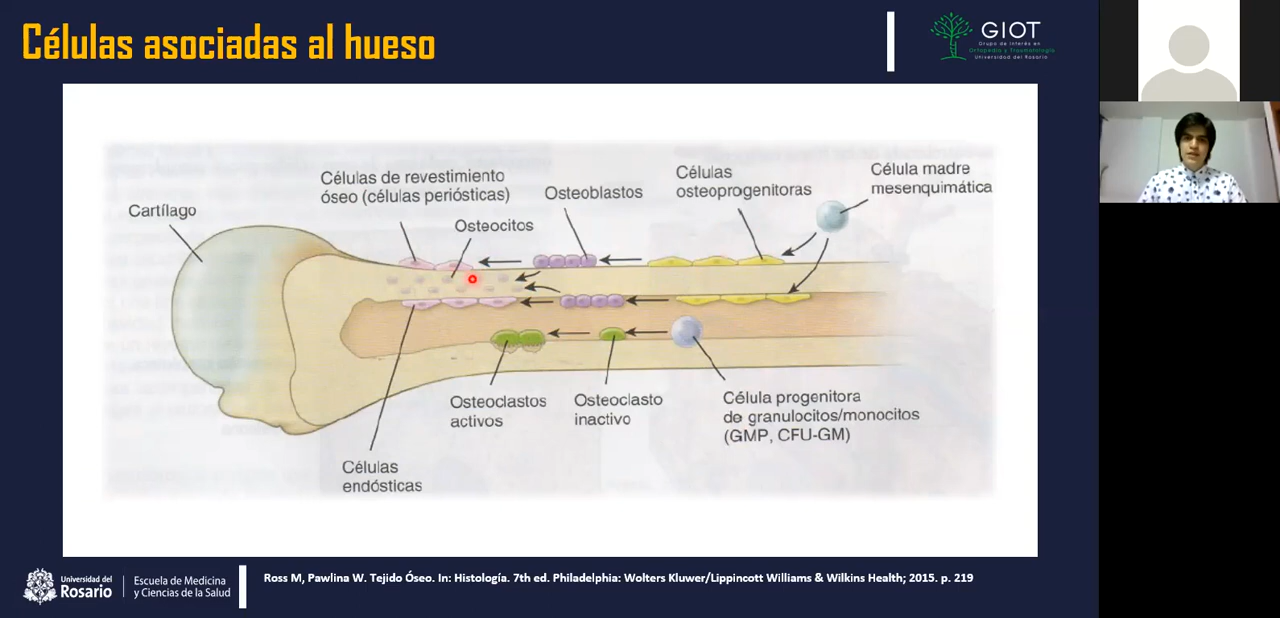 Células asociadas al hueso
GIOT
Grupo de Interés en
Ortopedia y Traumatología
Universidad del Rosario
Células de revestimiento
óseo (células periósticas)
Osteoblastos
Células
osteoprogenitoras
Célula madre
mesenquimática
Cartílago
Osteocitos
Osteoclastos
activos
Osteoclasto
inactivo
Célula progenitora
de granulocitos/monocitos
(GMP, CFU-GM)
Células
endósticas
Universidad del
Rosario
Escuela de Medicina
y Ciencias de la Salud
Ross M, Pawlina W. Tejido Óseo. In: Histología. 7th ed. Philadelphia: Wolters Kluwer/Lippincott Williams & Wilkins Health; 2015. p. 219